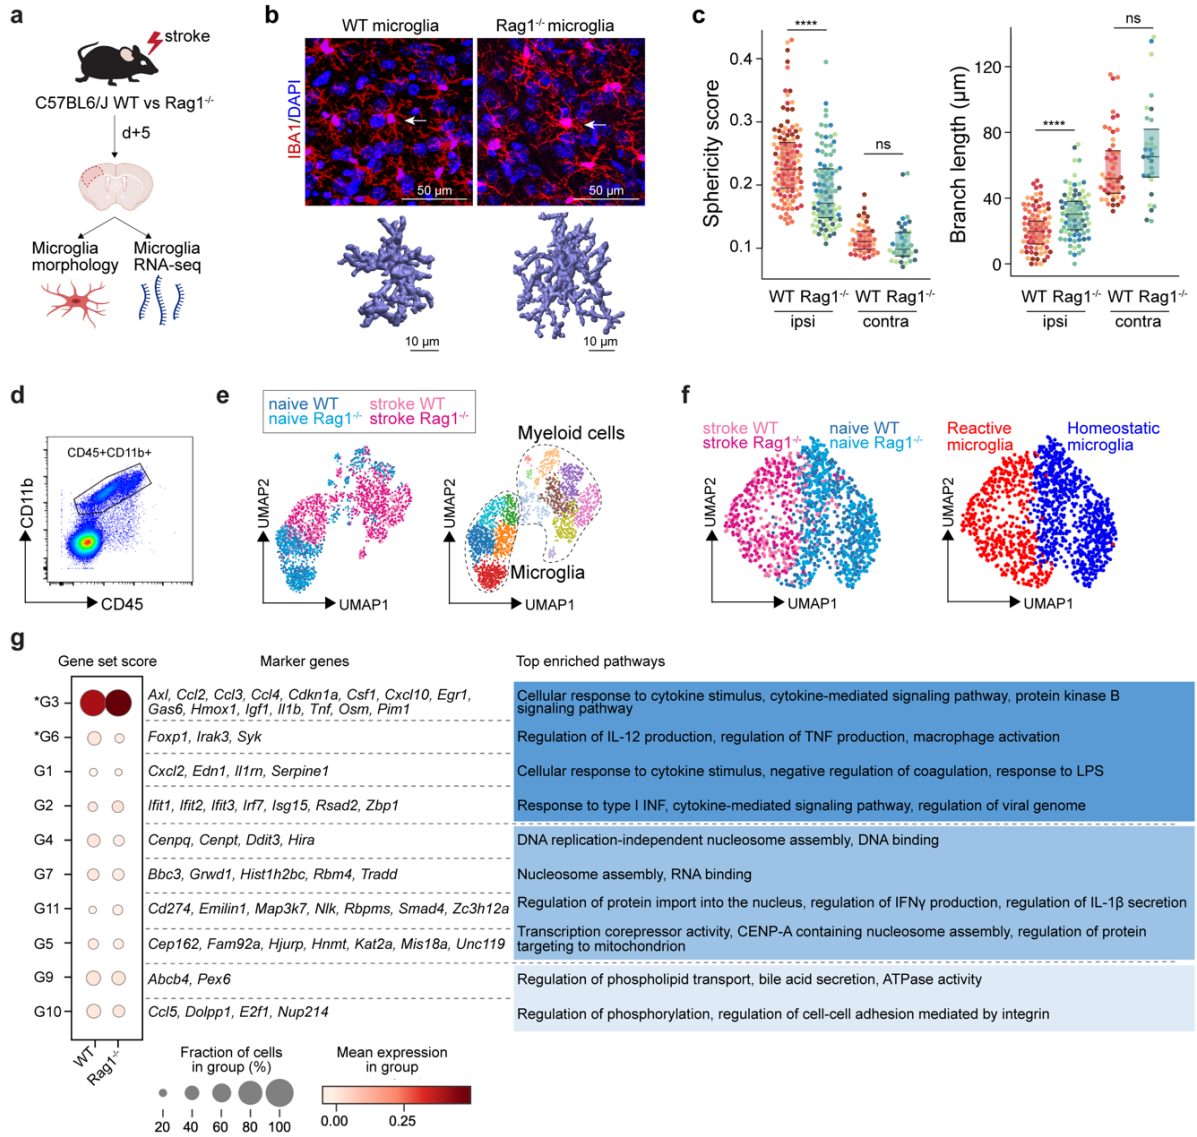 a
stroke
C57BL6/J WT vs Rag1-/-
d+5
Microglia
morphology
Microglia
RNA-seq
b
WT microglia
Rag1-/- microglia
IBA1/DAPI
50 µm
50 µm
10 µm
10 µm
c
Sphericity score
0.4
0.3
0.2
0.1
****
ns
WT Rag1-/-
WT Rag1-/-
ipsi
contra
Branch length (µm)
120
80
40
0
****
ns
WT Rag1-/-
WT Rag1-/-
ipsi
contra
d
CD45+CD11b+
CD11b
CD45
e
naive WT
stroke WT
naive Rag1-/-
stroke Rag1-/-
UMAP2
UMAP1
Myeloid cells
Microglia
UMAP2
UMAP1
f
stroke WT
stroke Rag1-/-
naive WT
naive Rag1-/-
UMAP2
UMAP1
Reactive
microglia
Homeostatic
microglia
UMAP2
UMAP1
g
Gene set score
Marker genes
Top enriched pathways
*G3
Axl, Ccl2, Ccl3, Ccl4, Cdkn1a, Csf1, Cxcl10, Egr1,
Gas6, Hmox1, Igf1, Il1b, Tnf, Osm, Pim1
Cellular response to cytokine stimulus, cytokine-mediated signaling pathway, protein kinase B
signaling pathway
*G6
Foxp1, Irak3, Syk
Regulation of IL-12 production, regulation of TNF production, macrophage activation
G1
Cxcl2, Edn1, Il1rn, Serpine1
Cellular response to cytokine stimulus, negative regulation of coagulation, response to LPS
G2
Ifit1, Ifit2, Ifit3, Irf7, Isg15, Rsad2, Zbp1
Response to type I INF, cytokine-mediated signaling pathway, regulation of viral genome
G4
Cenpq, Cenpt, Ddit3, Hira
DNA replication-independent nucleosome assembly, DNA binding
G7
Bbc3, Grwd1, Hist1h2bc, Rbm4, Tradd
Nucleosome assembly, RNA binding
G11
Cd274, Emilin1, Map3k7, Nlk, Rbpms, Smad4, Zc3h12a
Regulation of protein import into the nucleus, regulation of IFNγ production, regulation of IL-1β secretion
G5
Cep162, Fam92a, Hjurp, Hnmt, Kat2a, Mis18a, Unc119
Transcription corepressor activity, CENP-A containing nucleosome assembly, regulation of protein
targeting to mitochondrion
G9
Abcb4, Pex6
Regulation of phospholipid transport, bile acid secretion, ATPase activity
G10
Ccl5, Dolpp1, E2f1, Nup214
Regulation of phosphorylation, regulation of cell-cell adhesion mediated by integrin
WT
Rag1-/-
Fraction of cells
in group (%)
20 40 60 80 100
Mean expression
in group
0.00 0.25